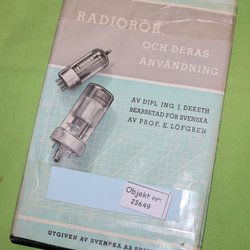 RADIORÖR
OCH DERAS
ANVÄNDNING
AV DIPL. ING. J. DEKETH
BEARBETAD FÖR SVENSKA
AV PROF. E. LÖFGREN
Objekt nr:
23649
UTGIVEN AV SVENSKA AB